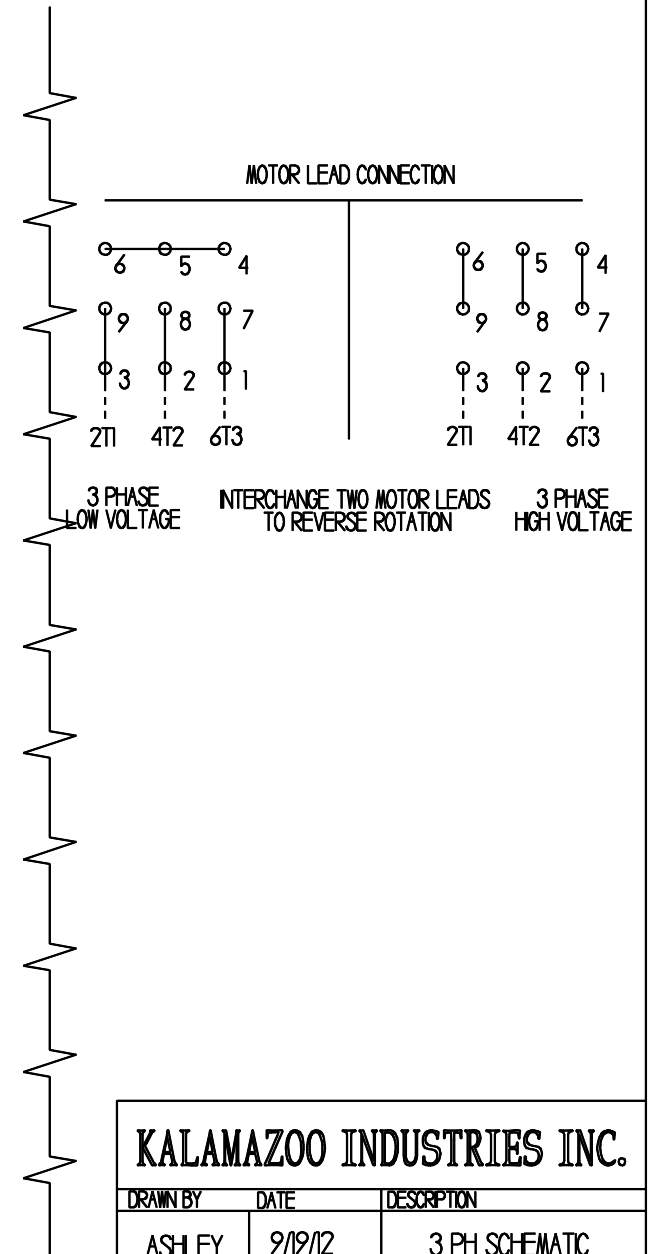 MOTOR LEAD CONNECTION
6 5 4
9 8 7
3 2 1
2T1 4T2 6T3
3 PHASE
LOW VOLTAGE
INTERCHANGE TWO MOTOR LEADS
TO REVERSE ROTATION
6 5 4
9 8 7
3 2 1
2T1 4T2 6T3
3 PHASE
HIGH VOLTAGE
KALAMAZOO INDUSTRIES INC.
DRAWN BY DATE DESCRIPTION
ASHLEY 9/19/12 3 PH SCHEMATIC